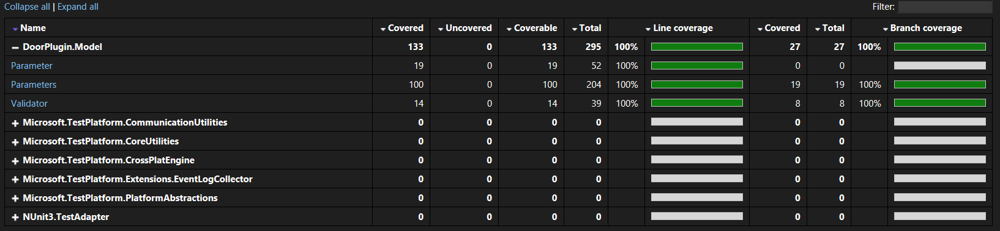 Collapse all | Expand all Filter:
Name Covered Uncovered Coverable Total Line coverage Covered Total Branch coverage
DoorPlugin.Model 133 0 133 295 100% 27 27 100%
Parameter 19 0 19 52 100% 0 0
Parameters 100 0 100 204 100% 19 19 100%
Validator 14 0 14 39 100% 8 8 100%
Microsoft.TestPlatform.CommunicationUtilities 0 0 0 0 0 0
Microsoft.TestPlatform.CoreUtilities 0 0 0 0 0 0
Microsoft.TestPlatform.CrossPlatEngine 0 0 0 0 0 0
Microsoft.TestPlatform.Extensions.EventLogCollector 0 0 0 0 0 0
Microsoft.TestPlatform.PlatformAbstractions 0 0 0 0 0 0
NUnit3.TestAdapter 0 0 0 0 0 0